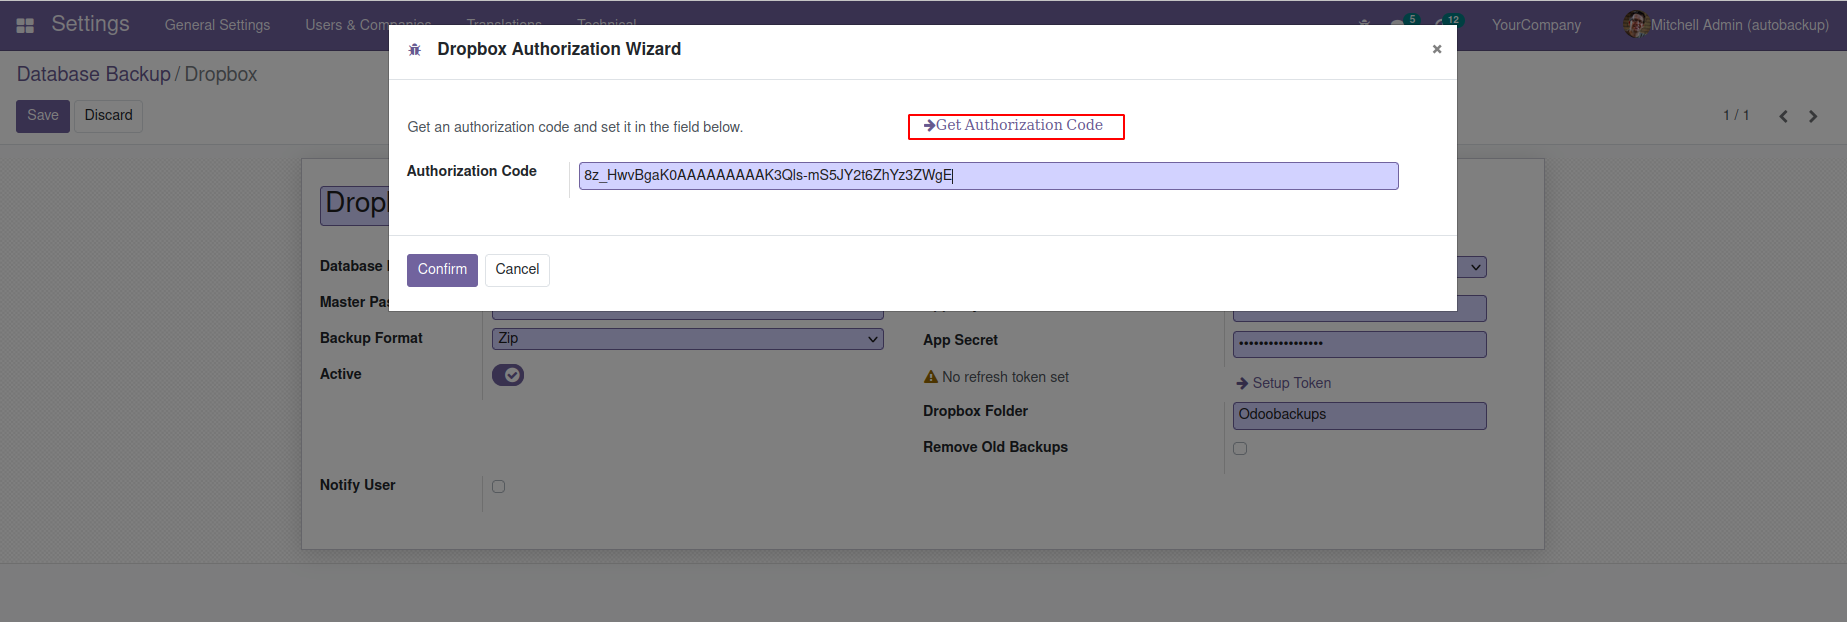 Settings General Settings Users & Companies Translations Technical 5 12 YourCompany Mitchell Admin (autobackup)
Dropbox Authorization Wizard ×
Database Backup / Dropbox
Save Discard 1 / 1
Get an authorization code and set it in the field below. Get Authorization Code
Authorization Code 8z_HwvBgaK0AAAAAAAAAK3Qls-mS5JY2t6ZhYz3ZWgE
Drop
Database
Confirm Cancel
Master Pas
Backup Format Zip
App Secret ••••••••••••••••
Active
No refresh token set Setup Token
Dropbox Folder Odoobackups
Remove Old Backups
Notify User